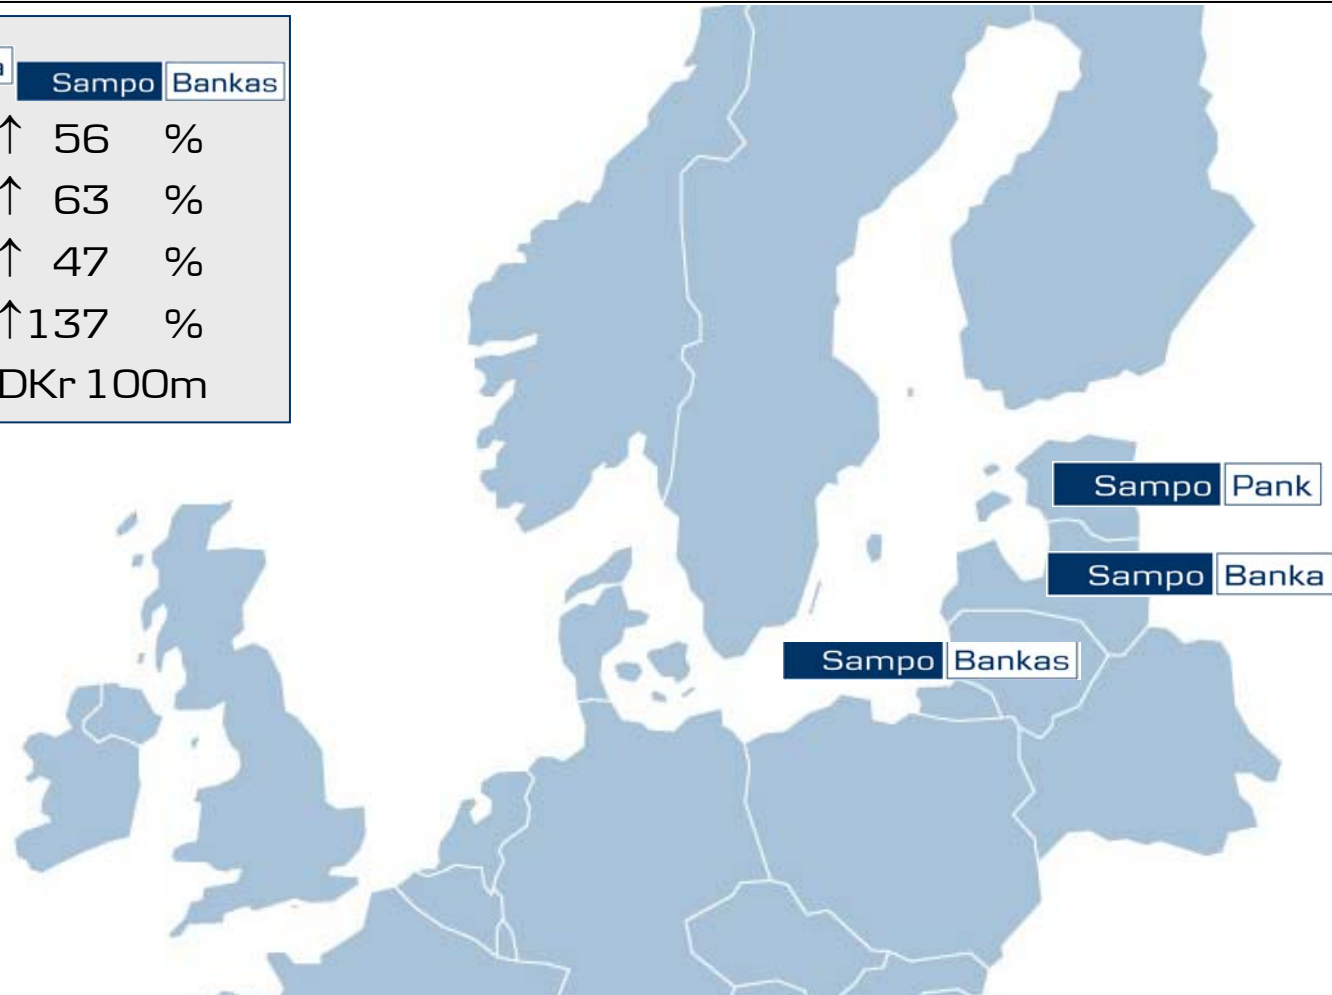 a Sampo Bankas
↑ 56 %
↑ 63 %
↑ 47 %
↑137 %
DKr 100m
Sampo Pank
Sampo Banka
Sampo Bankas